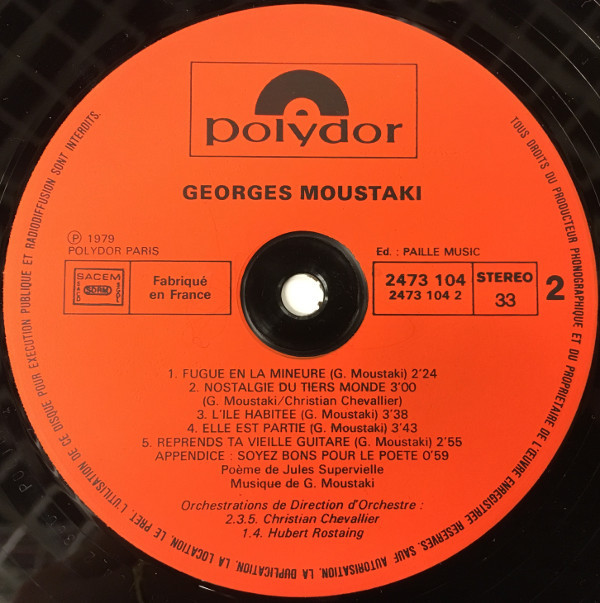 polydor
GEORGES MOUSTAKI
℗ 1979
POLYDOR PARIS
Ed. : PAILLE MUSIC
SACEM
SACD
SDRM
SGDL
Fabriqué
en France
2473 104
2473 104 2
STEREO
33
2
1. FUGUE EN LA MINEURE (G. Moustaki) 2'24
2. NOSTALGIE DU TIERS MONDE 3'00
(G. Moustaki/Christian Chevallier)
3. L'ILE HABITEE (G. Moustaki) 3'38
4. ELLE EST PARTIE (G. Moustaki) 3'43
5. REPRENDS TA VIEILLE GUITARE (G. Moustaki) 2'55
APPENDICE : SOYEZ BONS POUR LE POETE 0'59
Poème de Jules Supervielle
Musique de G. Moustaki
Orchestrations de Direction d'Orchestre :
2.3.5. Christian Chevallier
1.4. Hubert Rostaing
TOUS DROITS DU PRODUCTEUR PHONOGRAPHIQUE ET DU PROPRIETAIRE DE L'ŒUVRE ENREGISTREE RESERVES. SAUF AUTORISATION, LA DUPLICATION, LA LOCATION, LE PRET, L'UTILISATION DE CE DISQUE POUR EXECUTION PUBLIQUE ET RADIODIFFUSION SONT INTERDITS.